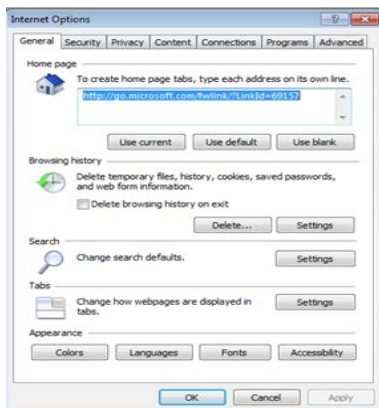 Internet Options
General Security Privacy Content Connections Programs Advanced
Home page
To create home page tabs, type each address on its own line.
http://go.microsoft.com/fwlink/?LinkId=69157
Use current Use default Use blank
Browsing history
Delete temporary files, history, cookies, saved passwords,
and web form information.
Delete browsing history on exit
Delete... Settings
Search
Change search defaults. Settings
Tabs
Change how webpages are displayed in
tabs. Settings
Appearance
Colors Languages Fonts Accessibility
OK Cancel Apply